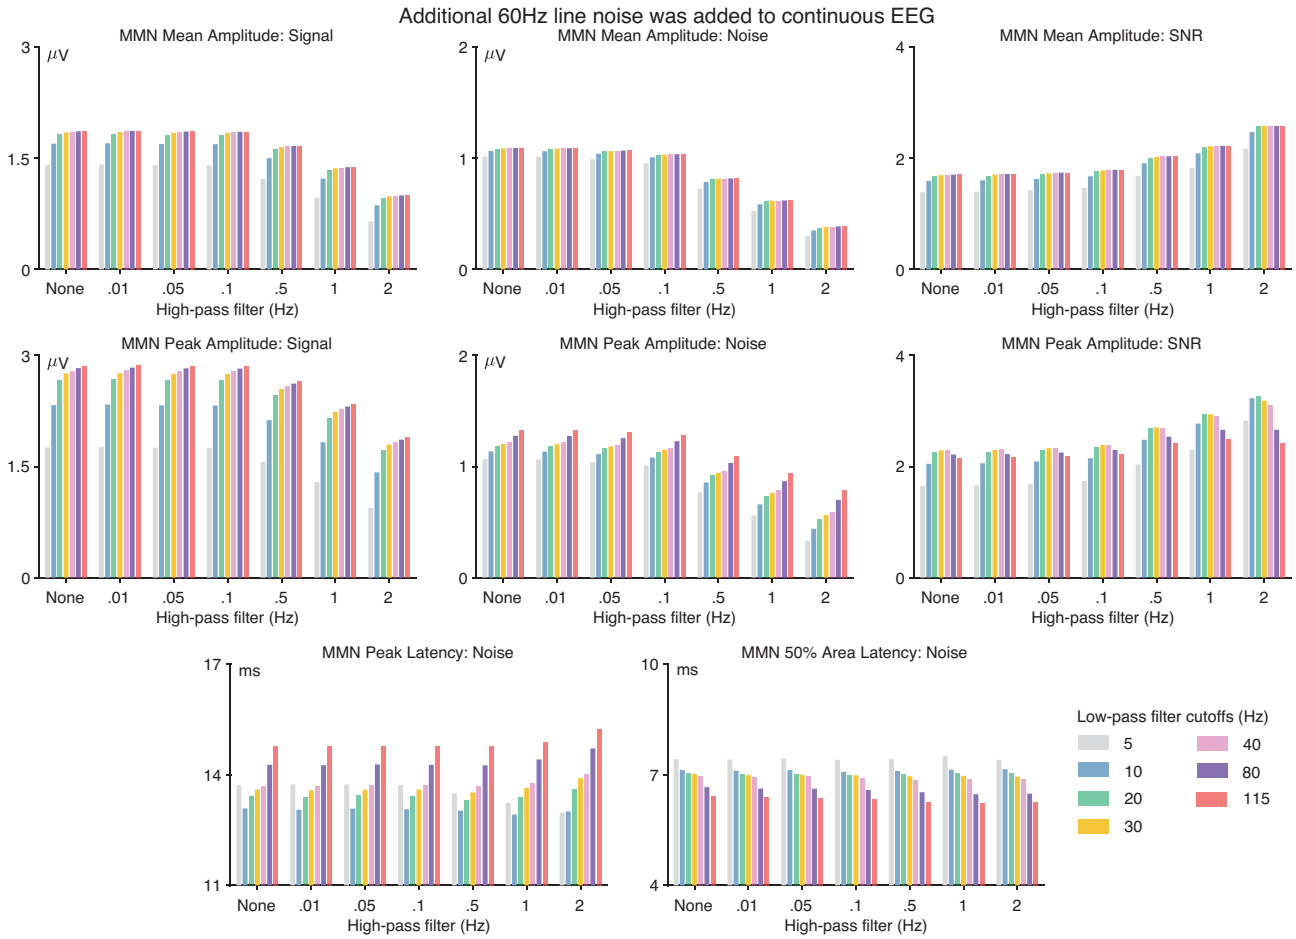 Additional 60Hz line noise was added to continuous EEG
MMN Mean Amplitude: Signal
3
μV
1.5
0
None .01 .05 .1 .5 1 2
High-pass filter (Hz)
MMN Mean Amplitude: Noise
2
μV
1
0
None .01 .05 .1 .5 1 2
High-pass filter (Hz)
MMN Mean Amplitude: SNR
4
2
0
None .01 .05 .1 .5 1 2
High-pass filter (Hz)
MMN Peak Amplitude: Signal
3
μV
1.5
0
None .01 .05 .1 .5 1 2
High-pass filter (Hz)
MMN Peak Amplitude: Noise
2
μV
1
0
None .01 .05 .1 .5 1 2
High-pass filter (Hz)
MMN Peak Amplitude: SNR
4
2
0
None .01 .05 .1 .5 1 2
High-pass filter (Hz)
MMN Peak Latency: Noise
17
ms
14
11
None .01 .05 .1 .5 1 2
High-pass filter (Hz)
MMN 50% Area Latency: Noise
10
ms
7
4
None .01 .05 .1 .5 1 2
High-pass filter (Hz)
Low-pass filter cutoffs (Hz)
5 40
10 80
20 115
30